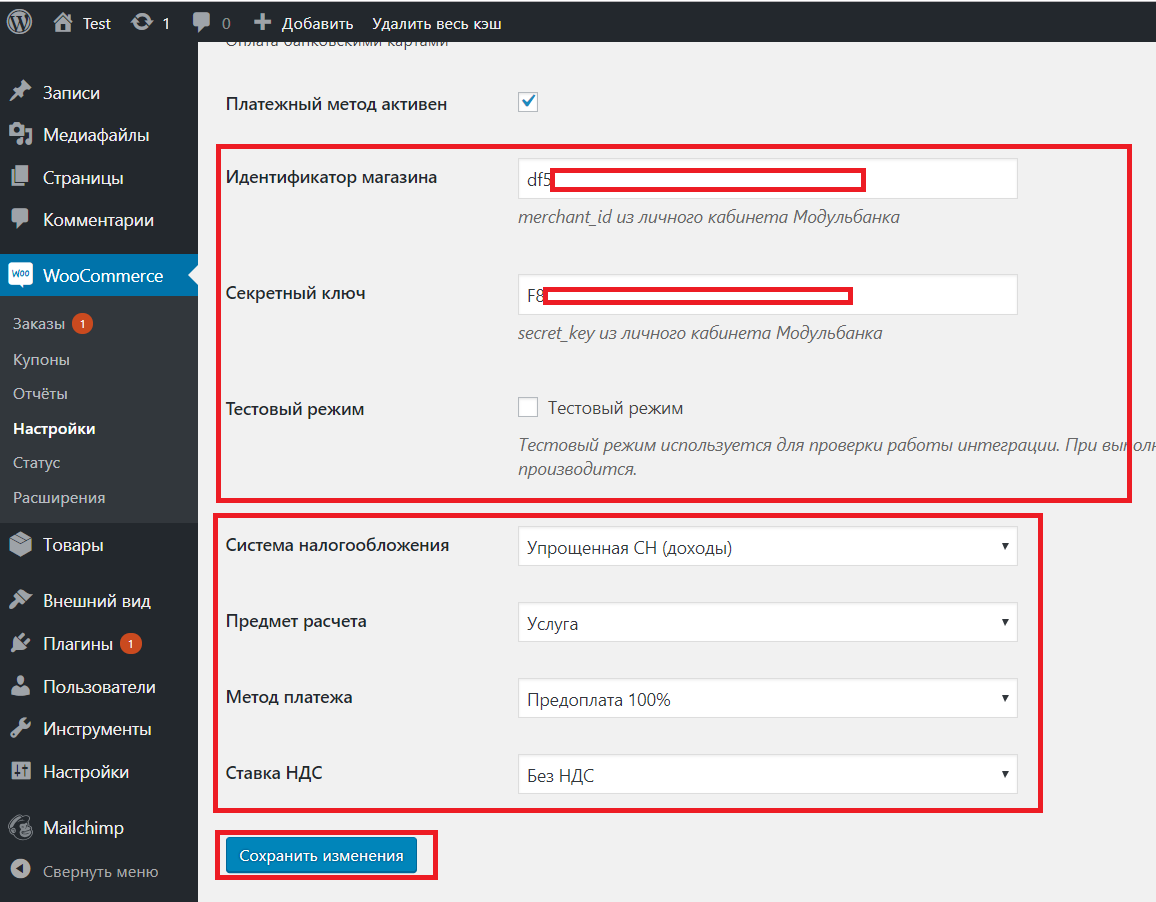 Test 1 0 Добавить Удалить весь кэш
Оплата банковскими картами
Записи
Медиафайлы
Страницы
Комментарии
WooCommerce
Заказы 1
Купоны
Отчёты
Настройки
Статус
Расширения
Товары
Внешний вид
Плагины 1
Пользователи
Инструменты
Настройки
Mailchimp
Свернуть меню
Платежный метод активен
Идентификатор магазина
df5
merchant_id из личного кабинета Модульбанка
Секретный ключ
F8
secret_key из личного кабинета Модульбанка
Тестовый режим
Тестовый режим
Тестовый режим используется для проверки работы интеграции. При
производится.
Система налогообложения
Упрощенная СН (доходы)
Предмет расчета
Услуга
Метод платежа
Предоплата 100%
Ставка НДС
Без НДС
Сохранить изменения